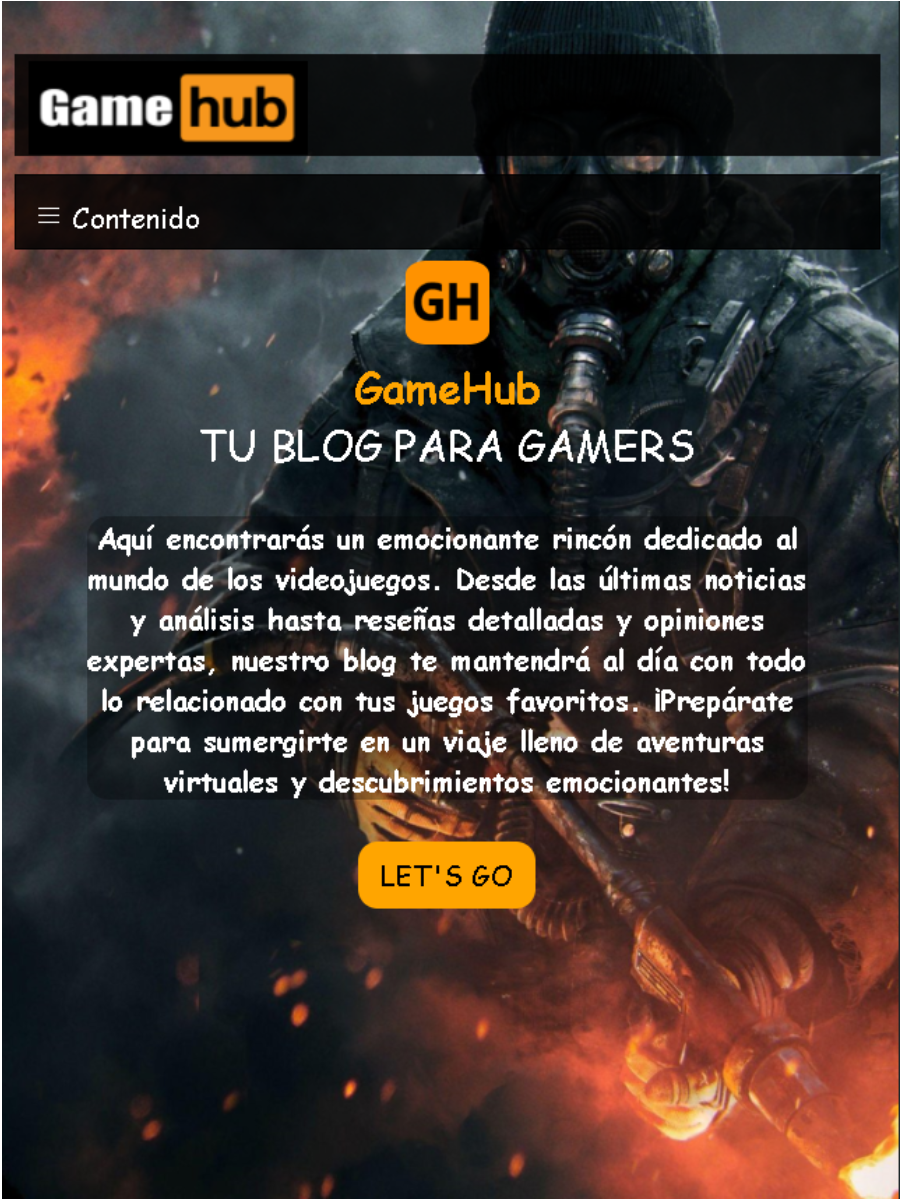 Game hub
Contenido
GH
GameHub
TU BLOG PARA GAMERS
Aquí encontrarás un emocionante rincón dedicado al
mundo de los videojuegos. Desde las últimas noticias
y análisis hasta reseñas detalladas y opiniones
expertas, nuestro blog te mantendrá al día con todo
lo relacionado con tus juegos favoritos. ¡Prepárate
para sumergirte en un viaje lleno de aventuras
virtuales y descubrimientos emocionantes!
LET'S GO